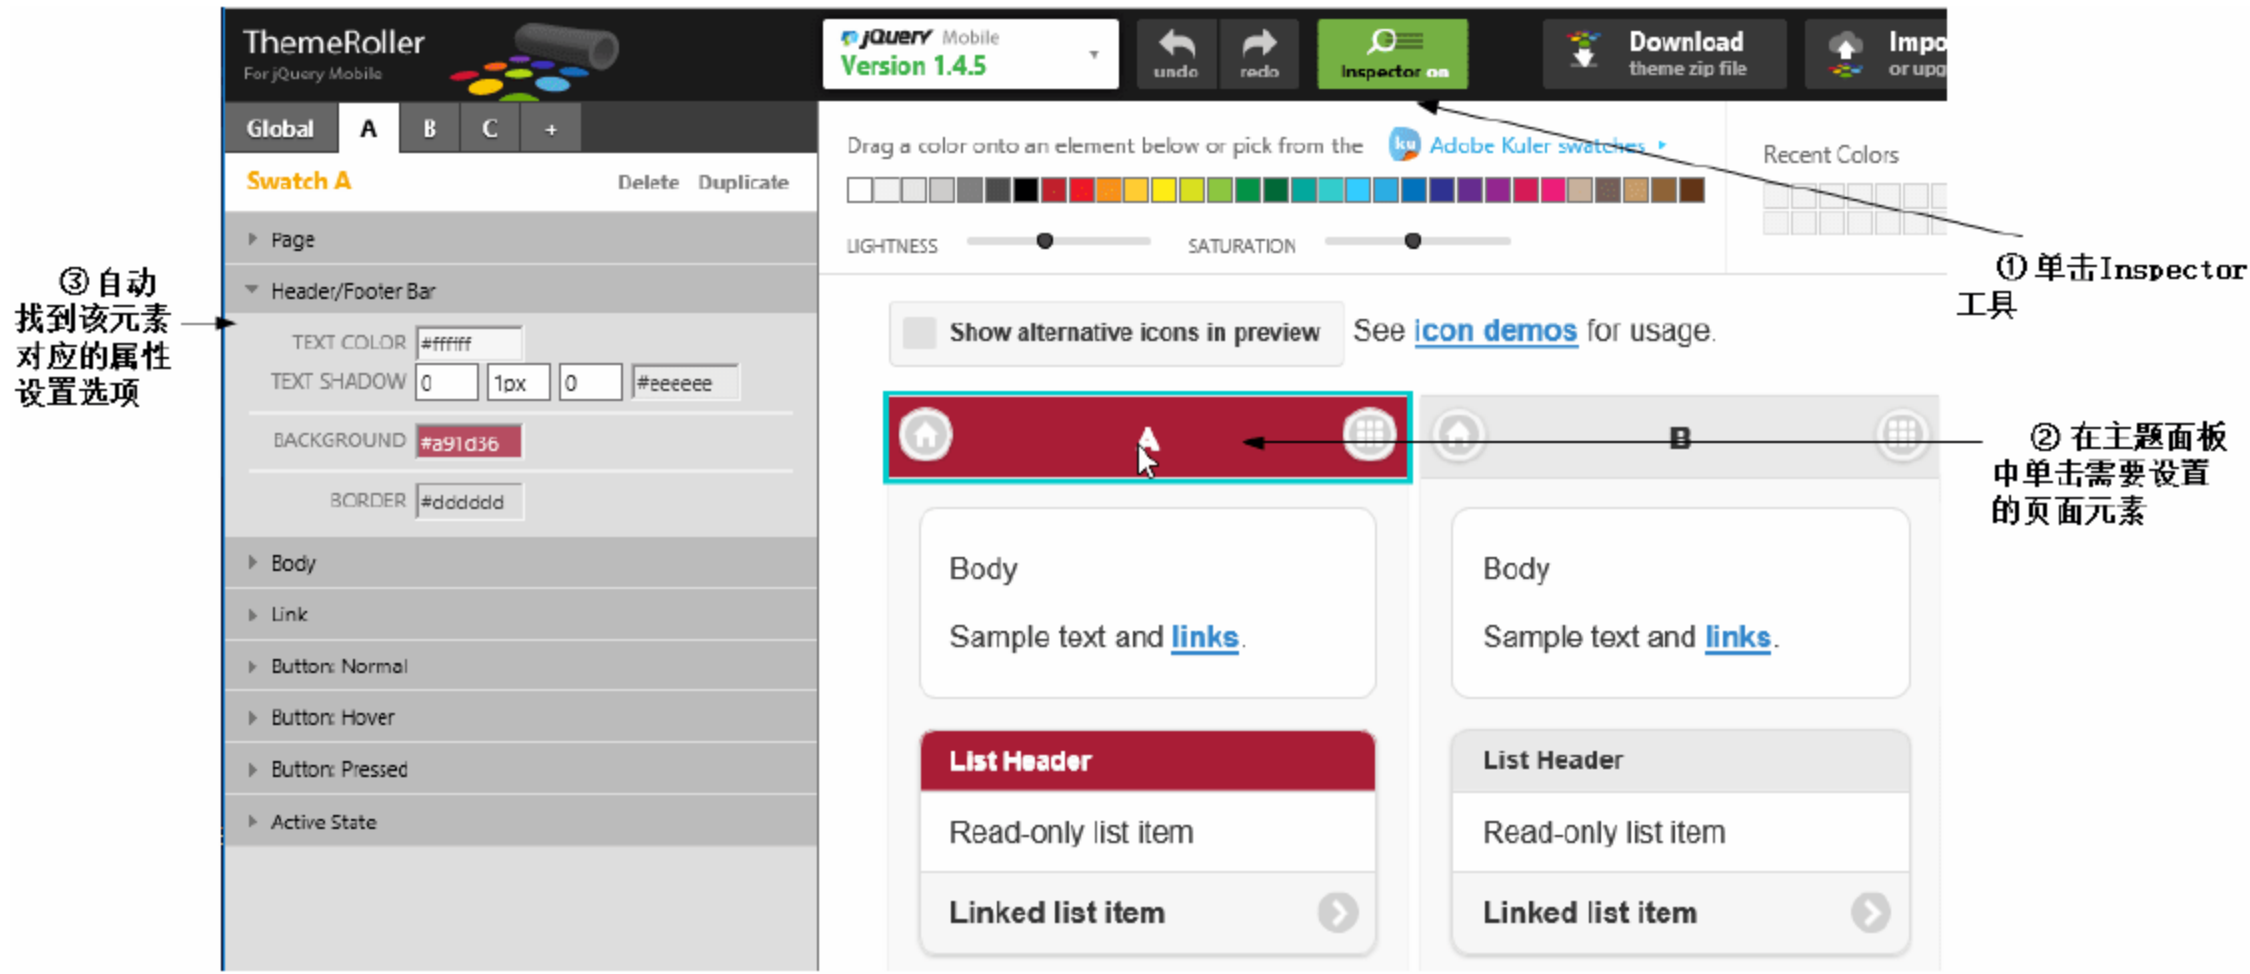 ThemeRoller
For jQuery Mobile
jQuery Mobile
Version 1.4.5
undo
redo
Inspector on
Download
theme zip file
Impo
or upg
Global
A
B
C
+
Swatch A
Delete
Duplicate
Page
Header/Footer Bar
TEXT COLOR
#ffffff
TEXT SHADOW
0
1px
0
#eeeeee
BACKGROUND
#a91d36
BORDER
#dddddd
Body
Link
Button: Normal
Button: Hover
Button: Pressed
Active State
Drag a color onto an element below or pick from the
ku
Adobe Kuler swatches
Recent Colors
LIGHTNESS
SATURATION
Show alternative icons in preview
See icon demos for usage.
A
Body
Sample text and links.
List Header
Read-only list item
Linked list item
B
Body
Sample text and links.
List Header
Read-only list item
Linked list item
①单击Inspector
工具
②在主题面板
中单击需要设置
的页面元素
③自动
找到该元素
对应的属性
设置选项